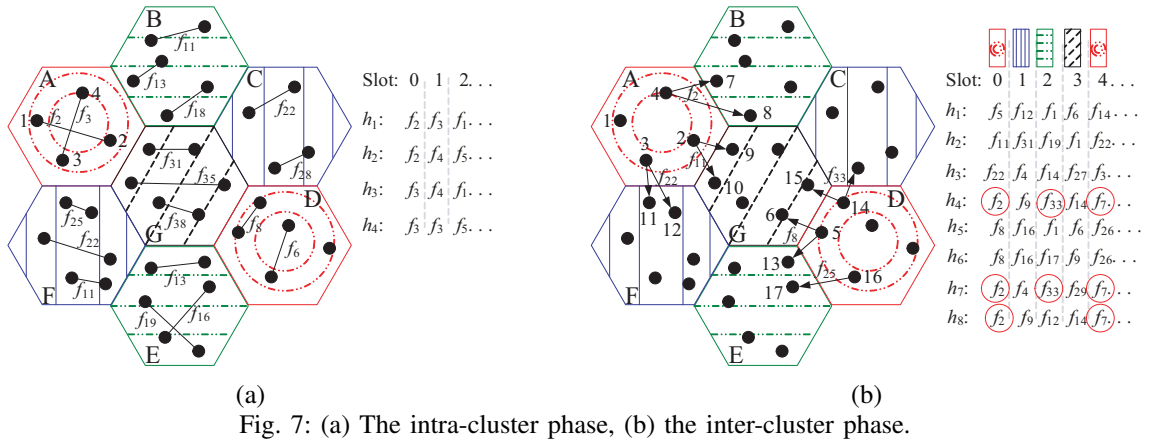 B
A
C
D
E
F
G
1
2
3
4
f₂
f₃
f₁₁
f₁₃
f₁₈
f₂₂
f₂₈
f₃₁
f₃₅
f₃₈
f₂₅
f₂₂
f₁₁
f₈
f₆
f₁₃
f₁₆
f₁₉
Slot: 0 1 2...
h₁: f₂ f₃ f₁...
h₂: f₂ f₄ f₅...
h₃: f₃ f₄ f₁...
h₄: f₃ f₃ f₅...
(a)
B
A
C
D
E
F
G
1
2
3
4
5
6
7
8
9
10
11
12
13
14
15
16
17
f₂
f₁₁
f₂₂
f₃₃
f₈
f₂₅
Slot: 0 1 2 3 4...
h₁: f₅ f₁₂ f₁ f₆ f₁₄...
h₂: f₁₁ f₃₁ f₁₉ f₁ f₂₂...
h₃: f₂₂ f₄ f₁₄ f₂₇ f₃...
h₄: f₂ f₉ f₃₃ f₁₄ f₇...
h₅: f₈ f₁₆ f₁ f₆ f₂₆...
h₆: f₈ f₁₆ f₁₇ f₉ f₂₆...
h₇: f₂ f₄ f₃₃ f₂₉ f₇...
h₈: f₂ f₉ f₁₂ f₁₄ f₇...
(b)
Fig. 7: (a) The intra-cluster phase, (b) the inter-cluster phase.